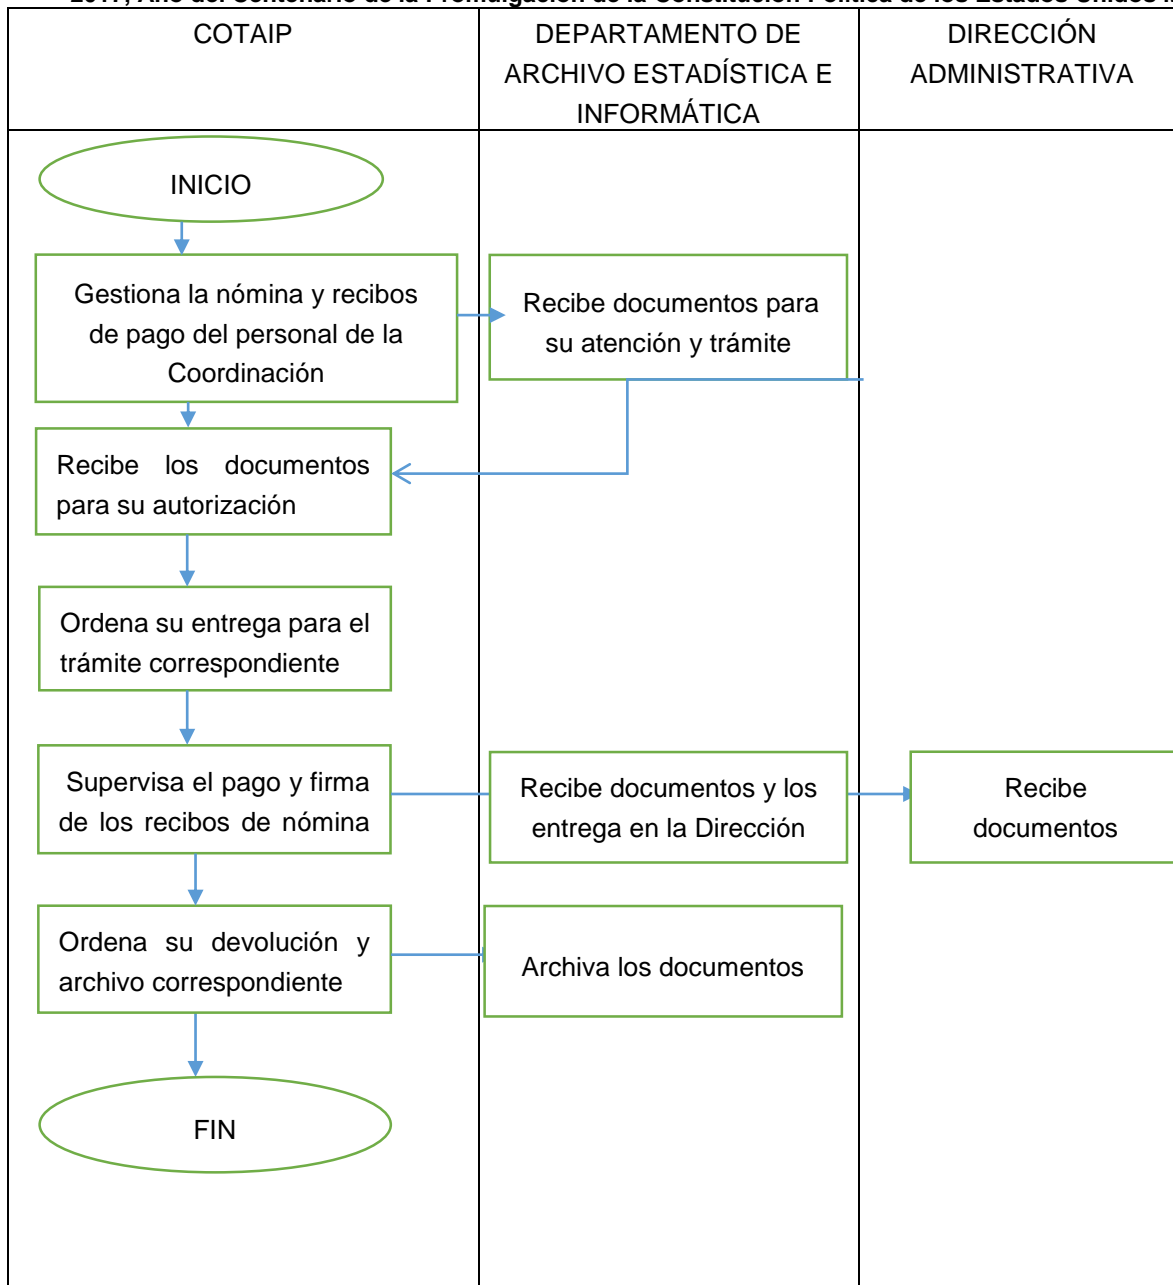 COTAIP
DEPARTAMENTO DE
ARCHIVO ESTADÍSTICA E
INFORMÁTICA
DIRECCIÓN
ADMINISTRATIVA
INICIO
Gestiona la nómina y recibos
de pago del personal de la
Coordinación
Recibe documentos para
su atención y trámite
Recibe los documentos
para su autorización
Ordena su entrega para el
trámite correspondiente
Supervisa el pago y firma
de los recibos de nómina
Recibe documentos y los
entrega en la Dirección
Recibe
documentos
Ordena su devolución y
archivo correspondiente
Archiva los documentos
FIN